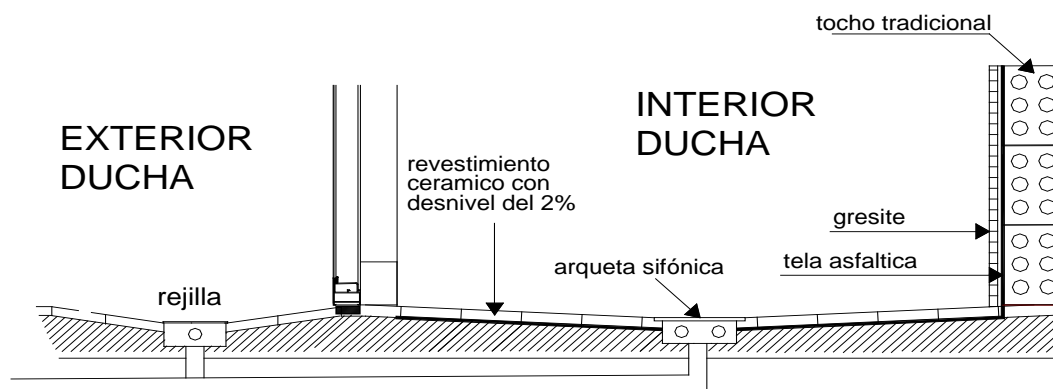 tocho tradicional
EXTERIOR
DUCHA
INTERIOR
DUCHA
revestimiento
ceramico con
desnivel del 2%
gresite
tela asfaltica
arqueta sifónica
rejilla